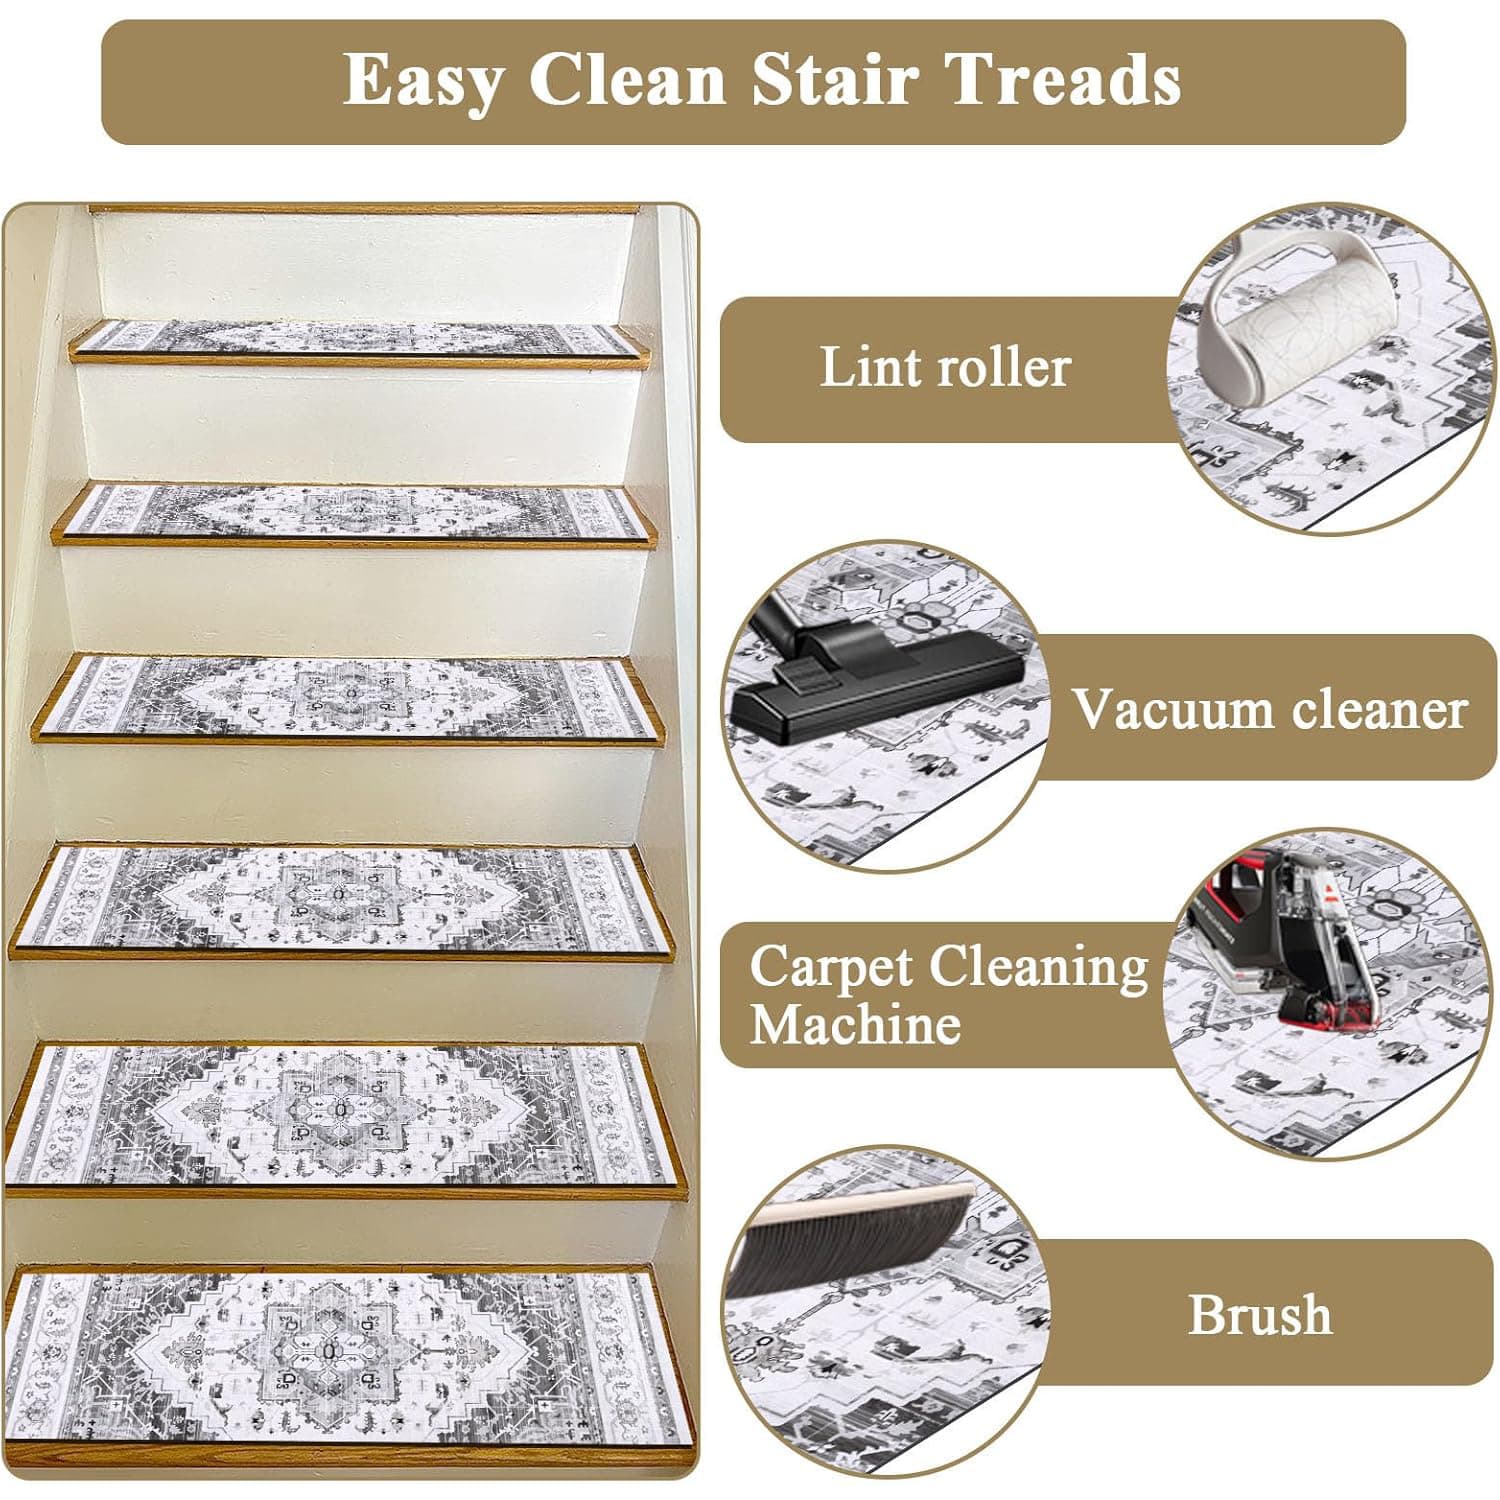 Easy Clean Stair Treads
Lint roller
Vacuum cleaner
Carpet Cleaning
Machine
Brush